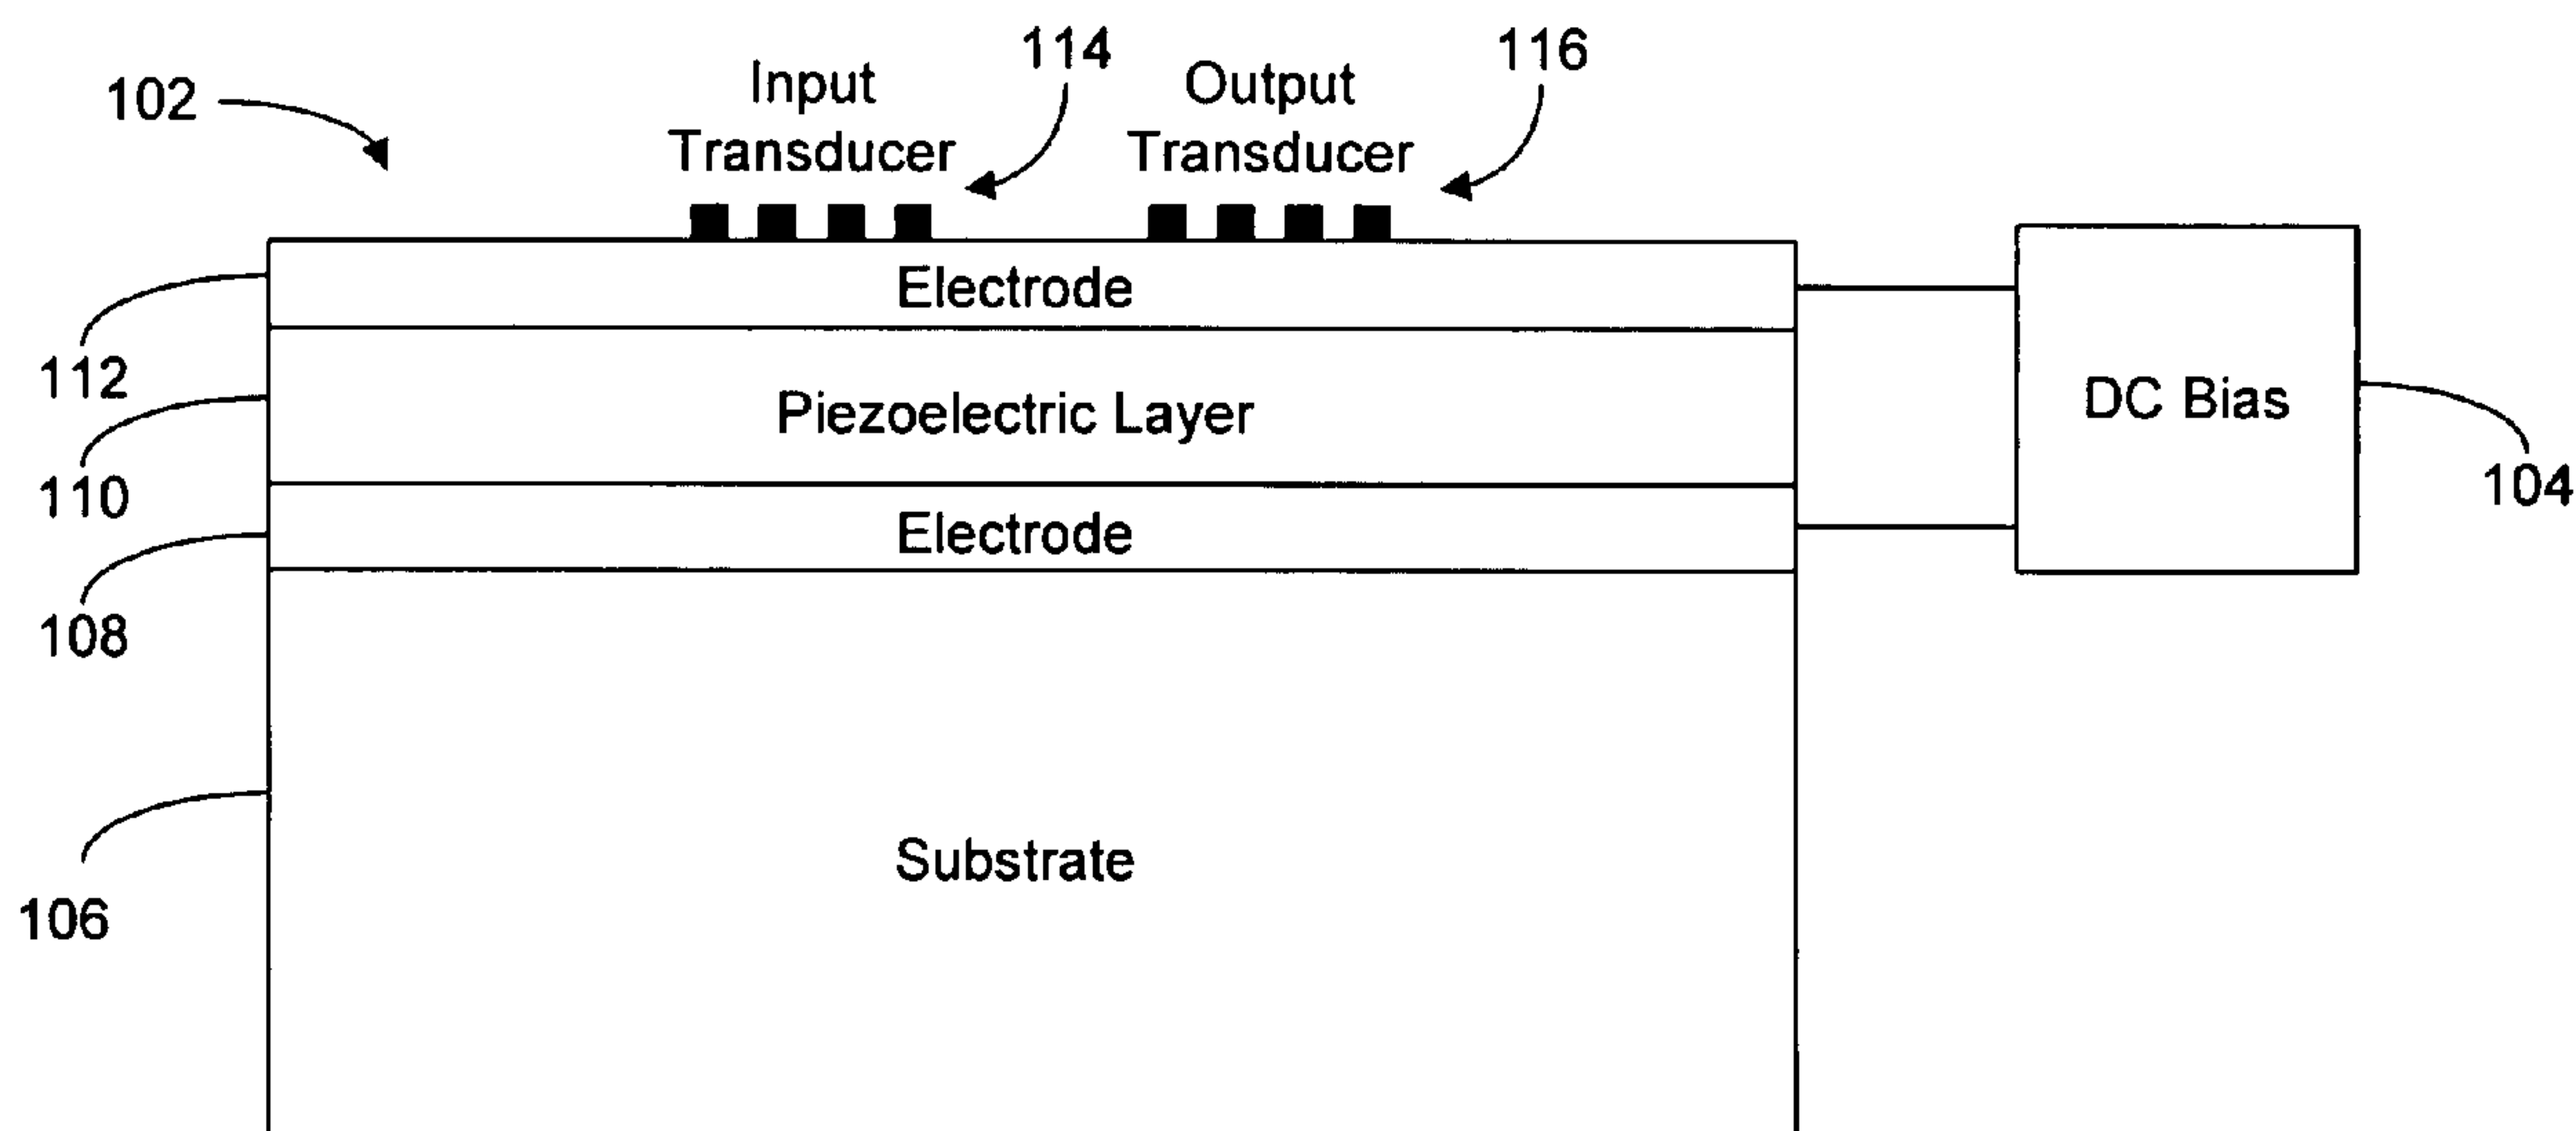 114
116
102
Input
Transducer
Output
Transducer
Electrode
112
Piezoelectric Layer
DC Bias
110
104
Electrode
108
Substrate
106